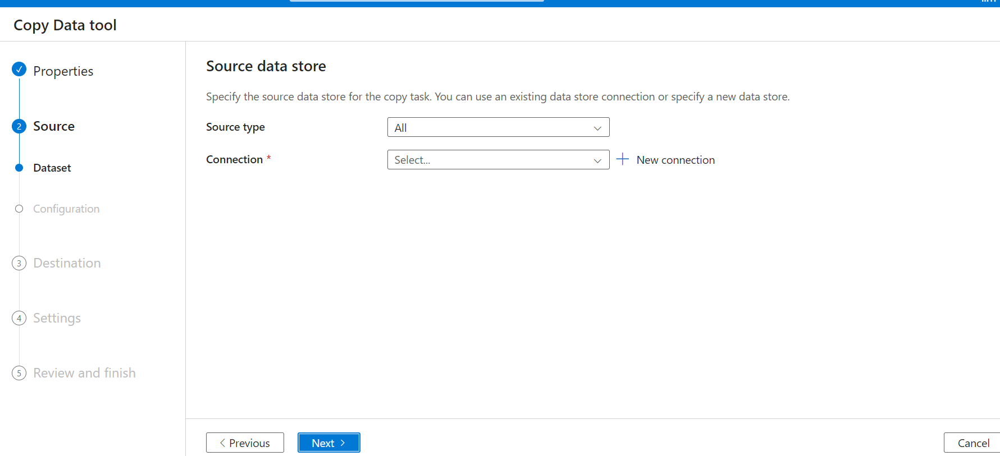 Copy Data tool
Properties
2 Source
Dataset
Configuration
3 Destination
4 Settings
5 Review and finish
Source data store
Specify the source data store for the copy task. You can use an existing data store connection or specify a new data store.
Source type All
Connection * Select... New connection
Previous Next Cancel